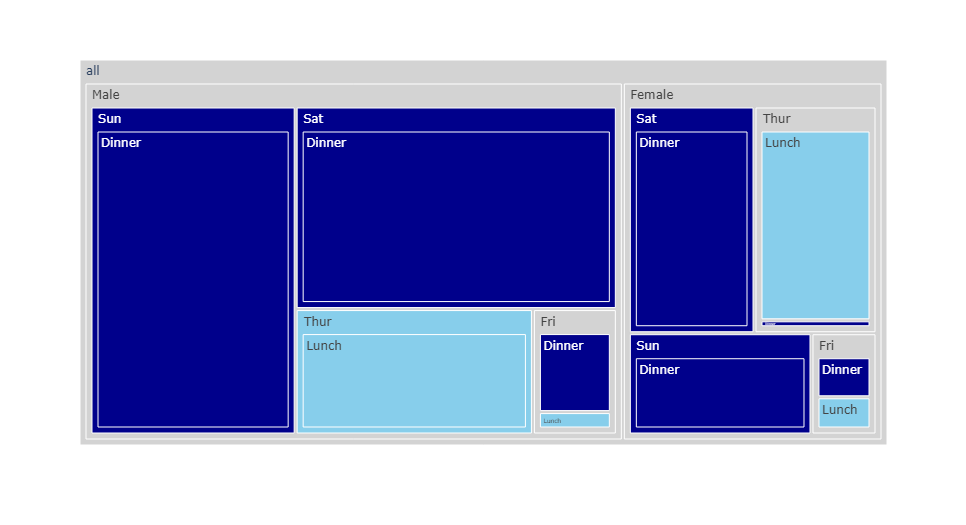 all
Male
Sun
Dinner
Sat
Dinner
Thur
Lunch
Fri
Dinner
Lunch
Female
Sat
Dinner
Thur
Lunch
Sun
Dinner
Fri
Dinner
Lunch